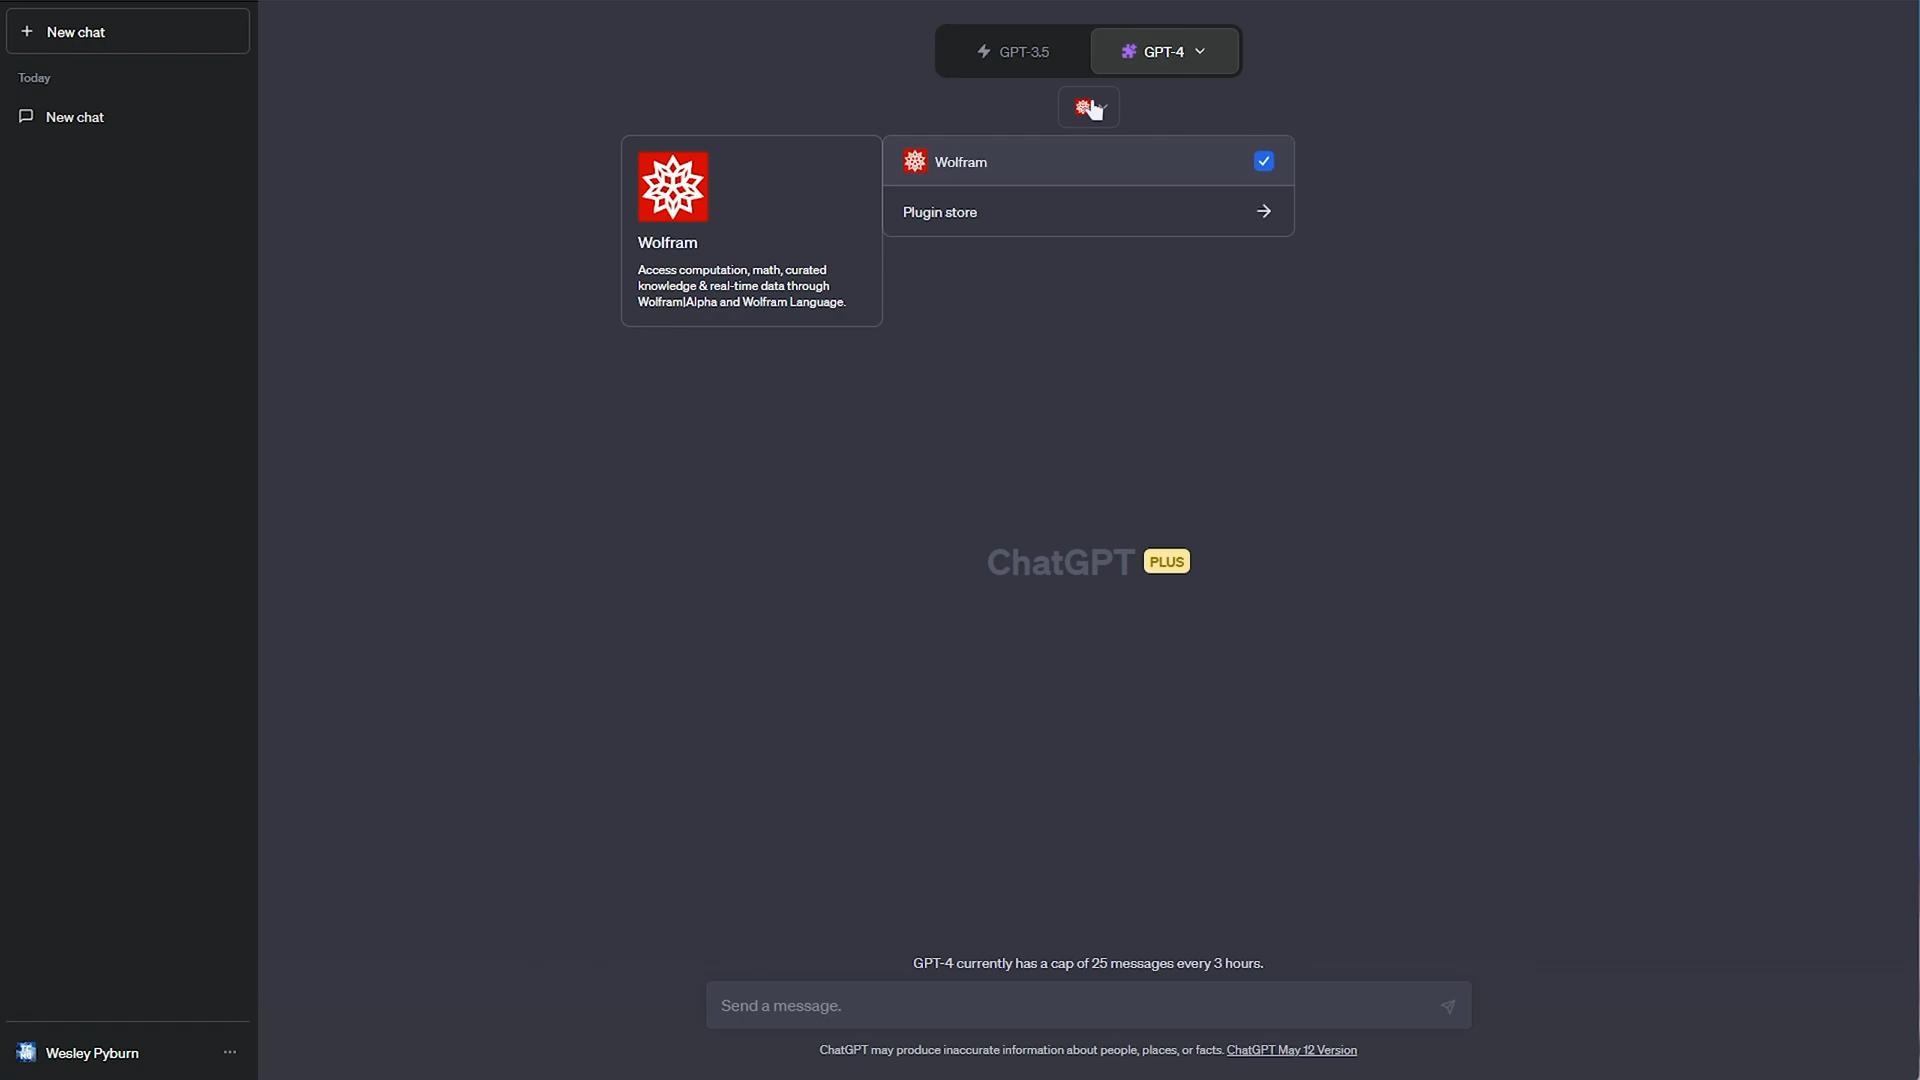 New chat
Today
New chat
GPT-3.5
GPT-4
Wolfram
Plugin store
Wolfram
Access computation, math, curated
knowledge & real-time data through
Wolfram|Alpha and Wolfram Language.
ChatGPT PLUS
GPT-4 currently has a cap of 25 messages every 3 hours.
Send a message.
ChatGPT may produce inaccurate information about people, places, or facts. ChatGPT May 12 Version
Wesley Pyburn